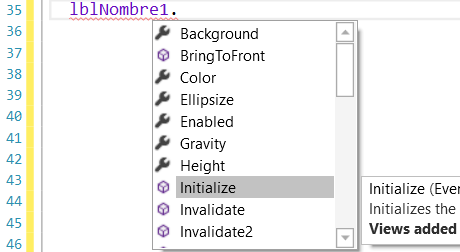 35 lblNombre1.
36 Background
37 BringToFront
38 Color
39 Ellipsize
40 Enabled
41 Gravity
42 Height
43 Initialize Initialize (Ever
44 Invalidate Initializes the
45 Invalidate2 Views added
46